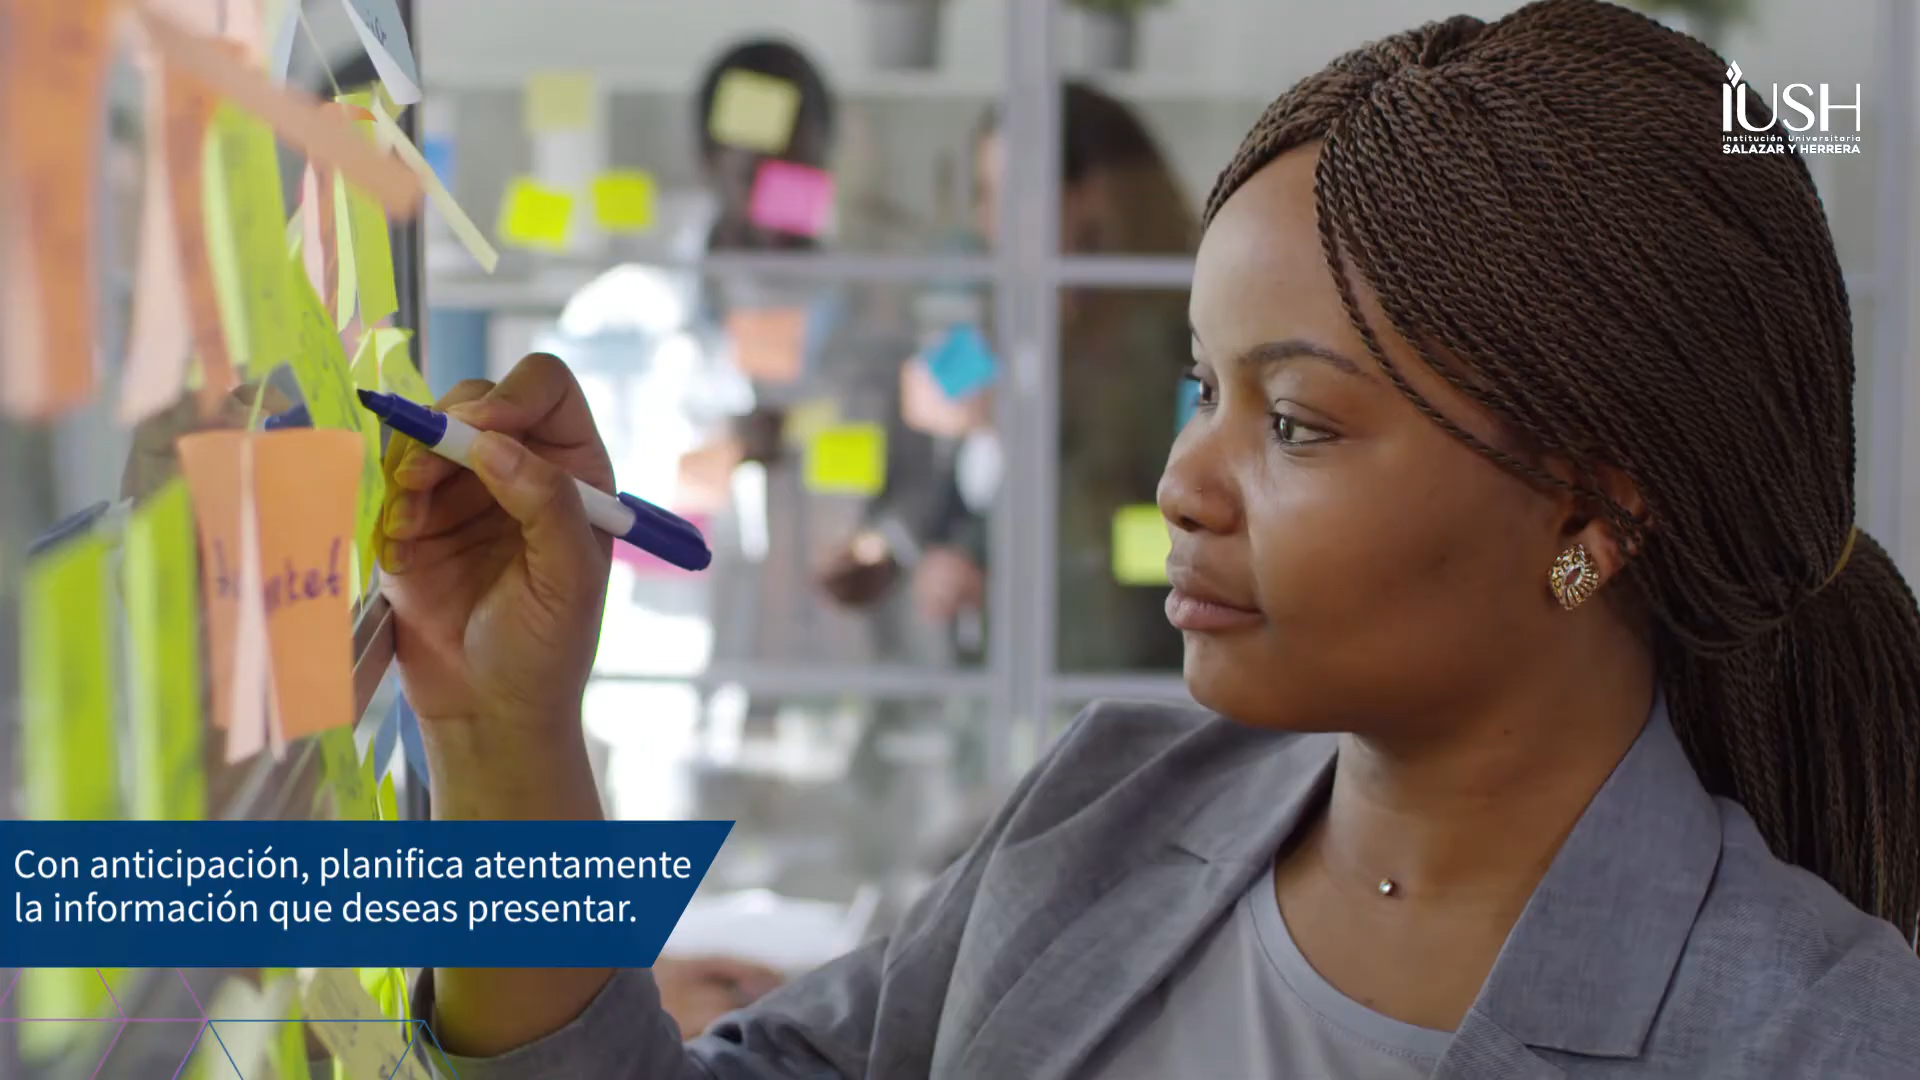 iUSH
Institución Universitaria
SALAZAR Y HERRERA
Con anticipación, planifica atentamente
la información que deseas presentar.